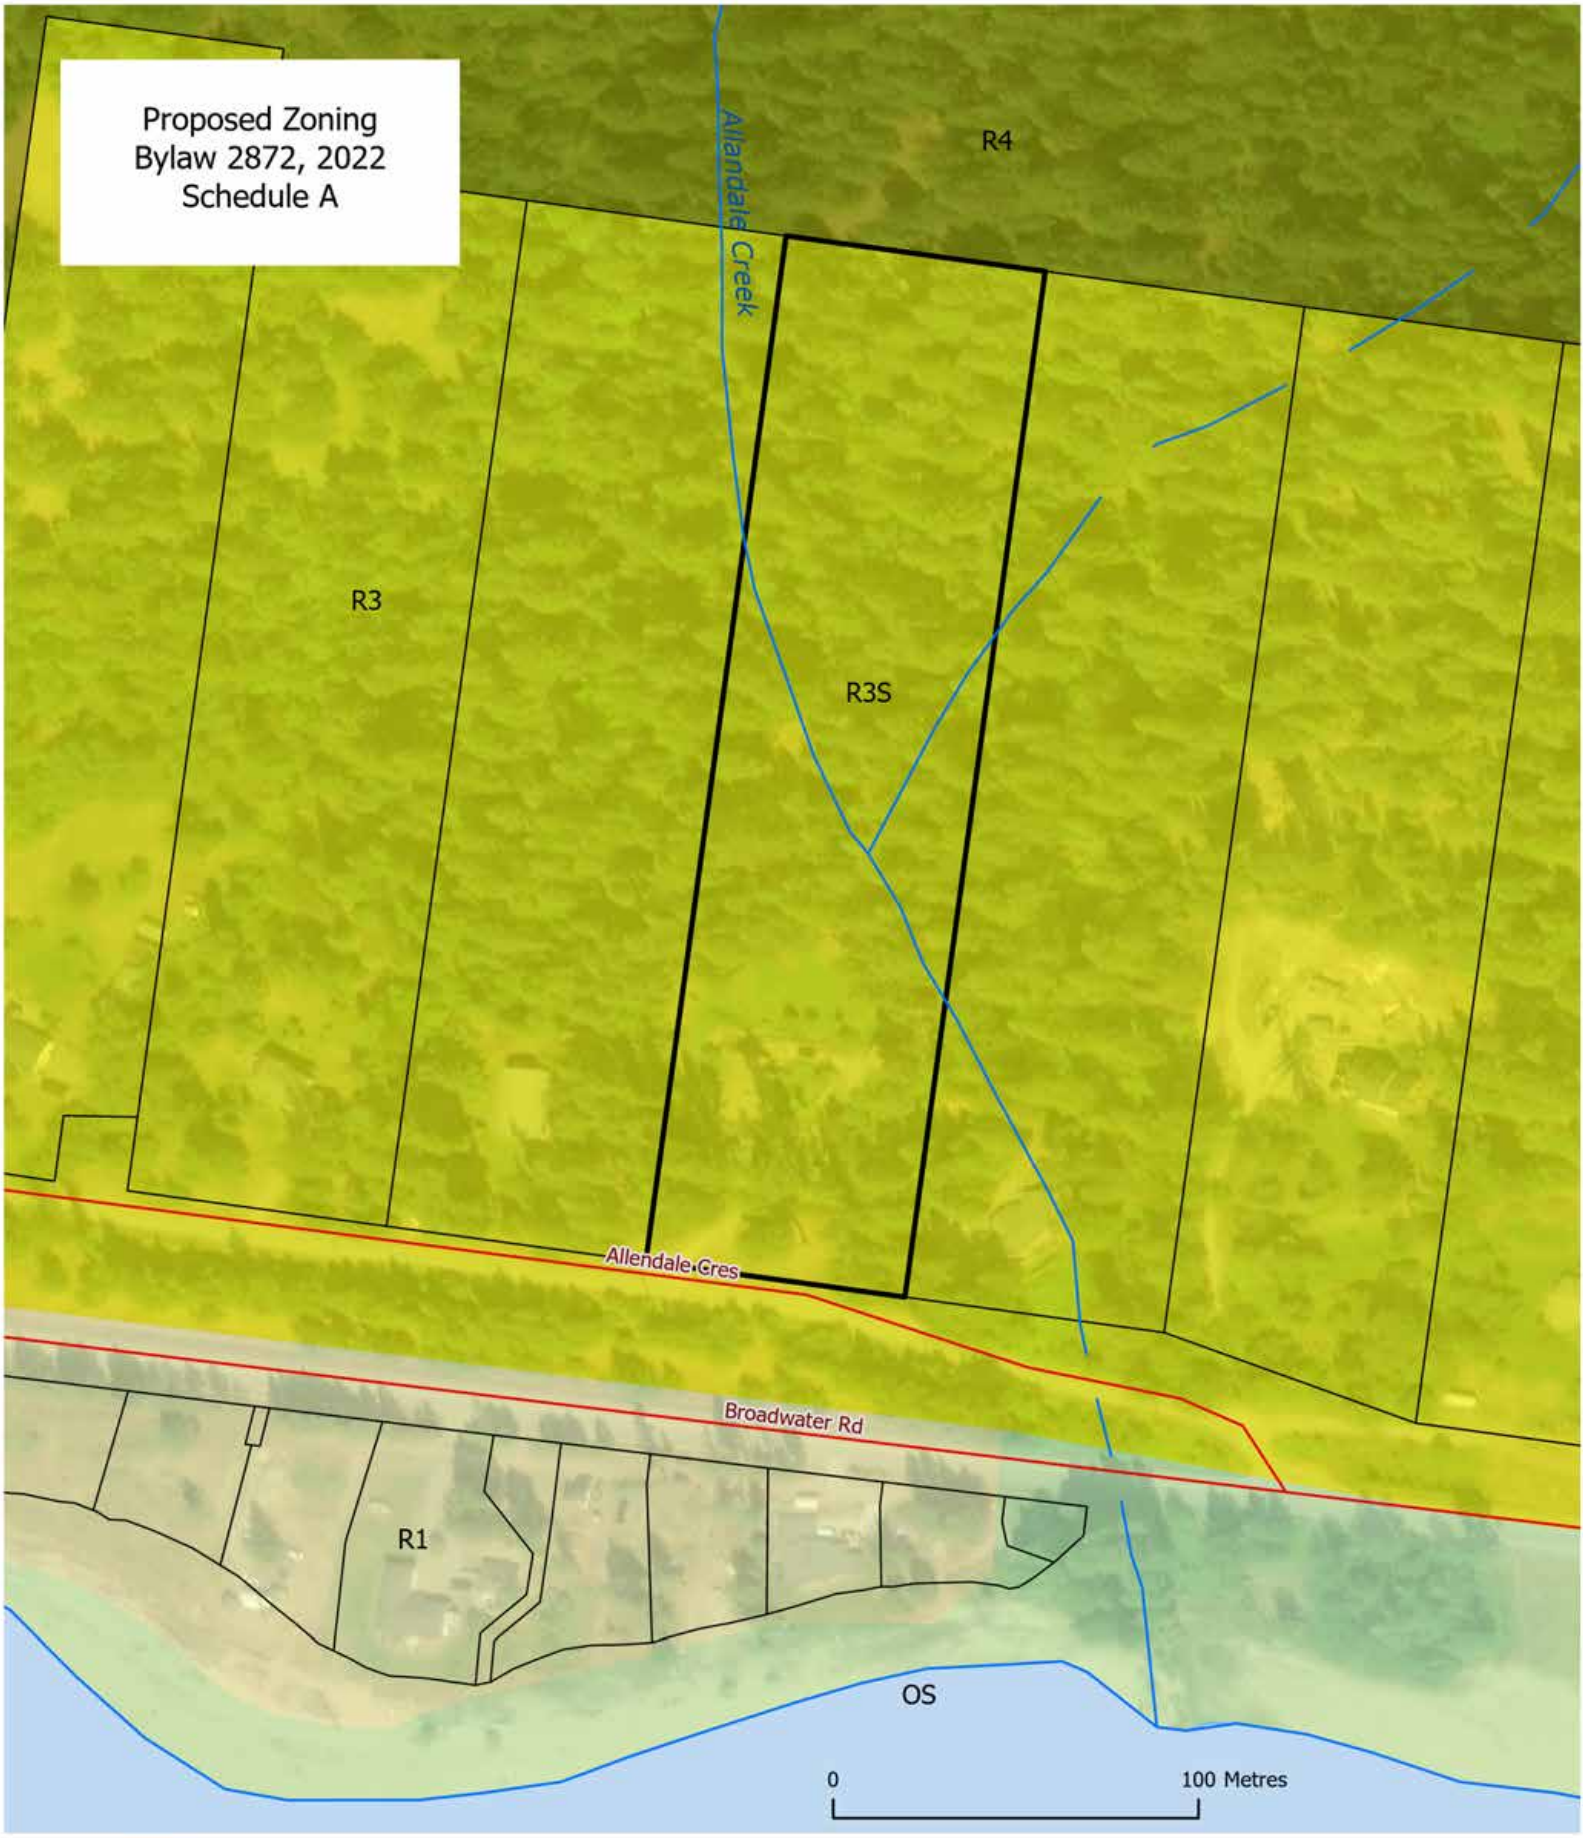 Proposed Zoning
Bylaw 2872, 2022
Schedule A
R4
Allandale Creek
R3
R3S
Allendale Cres
Broadwater Rd
R1
OS
0 100 Metres